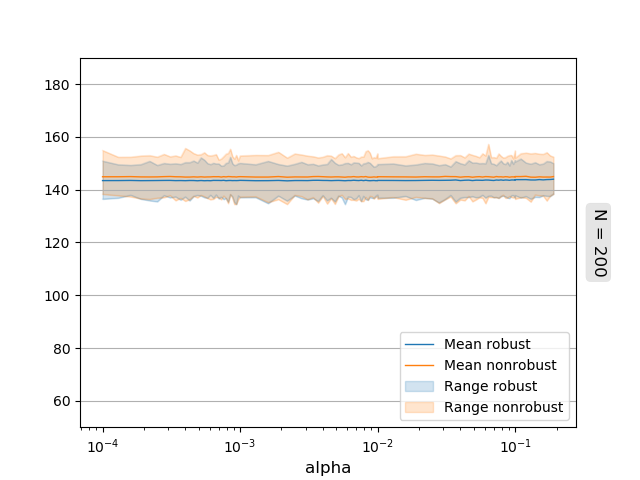 180
160
140
120
100
80
60
10⁻⁴
10⁻³
10⁻²
10⁻¹
alpha
N = 200
Mean robust
Mean nonrobust
Range robust
Range nonrobust